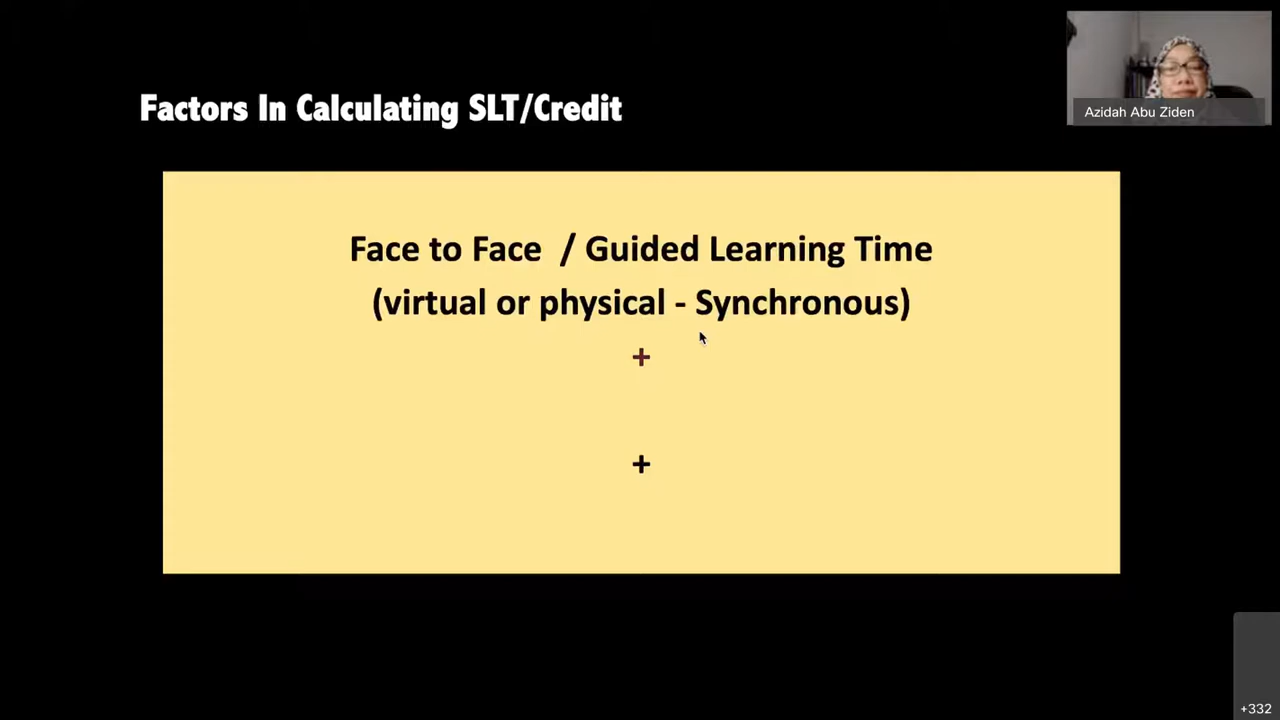 Azidah Abu Ziden
Factors In Calculating SLT/Credit
Face to Face / Guided Learning Time
(virtual or physical - Synchronous)
+
+
+332